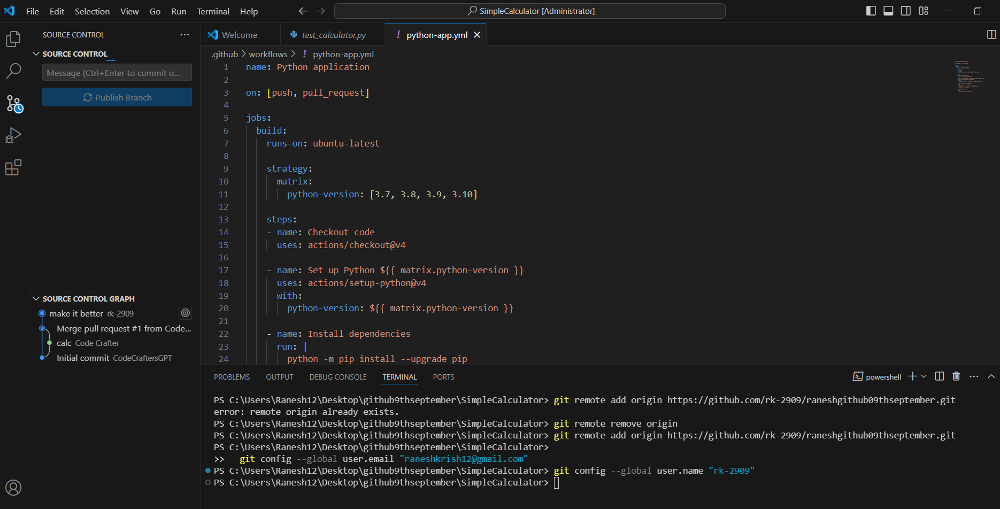 File Edit Selection View Go Run Terminal Help
SimpleCalculator [Administrator]
SOURCE CONTROL
SOURCE CONTROL
Message (Ctrl+Enter to commit o...
Publish Branch
SOURCE CONTROL GRAPH
make it better rk-2909
Merge pull request #1 from Code...
calc Code Crafter
Initial commit CodeCraftersGPT
Welcome
test_calculator.py
! python-app.yml
.github > workflows > ! python-app.yml
1 name: Python application
2
3 on: [push, pull_request]
4
5 jobs:
6 build:
7 runs-on: ubuntu-latest
8
9 strategy:
10 matrix:
11 python-version: [3.7, 3.8, 3.9, 3.10]
12
13 steps:
14 - name: Checkout code
15 uses: actions/checkout@v4
16
17 - name: Set up Python ${{ matrix.python-version }}
18 uses: actions/setup-python@v4
19 with:
20 python-version: ${{ matrix.python-version }}
21
22 - name: Install dependencies
23 run: |
24 python -m pip install --upgrade pip
PROBLEMS OUTPUT DEBUG CONSOLE TERMINAL PORTS
powershell
PS C:\Users\Ranesh12\Desktop\github9thseptember\SimpleCalculator> git remote add origin https://github.com/rk-2909/raneshgithub09thseptember.git
error: remote origin already exists.
PS C:\Users\Ranesh12\Desktop\github9thseptember\SimpleCalculator> git remote remove origin
PS C:\Users\Ranesh12\Desktop\github9thseptember\SimpleCalculator> git remote add origin https://github.com/rk-2909/raneshgithub09thseptember.git
PS C:\Users\Ranesh12\Desktop\github9thseptember\SimpleCalculator>
>> git config --global user.email "raneshkrish12@gmail.com"
PS C:\Users\Ranesh12\Desktop\github9thseptember\SimpleCalculator> git config --global user.name "rk-2909"
PS C:\Users\Ranesh12\Desktop\github9thseptember\SimpleCalculator>